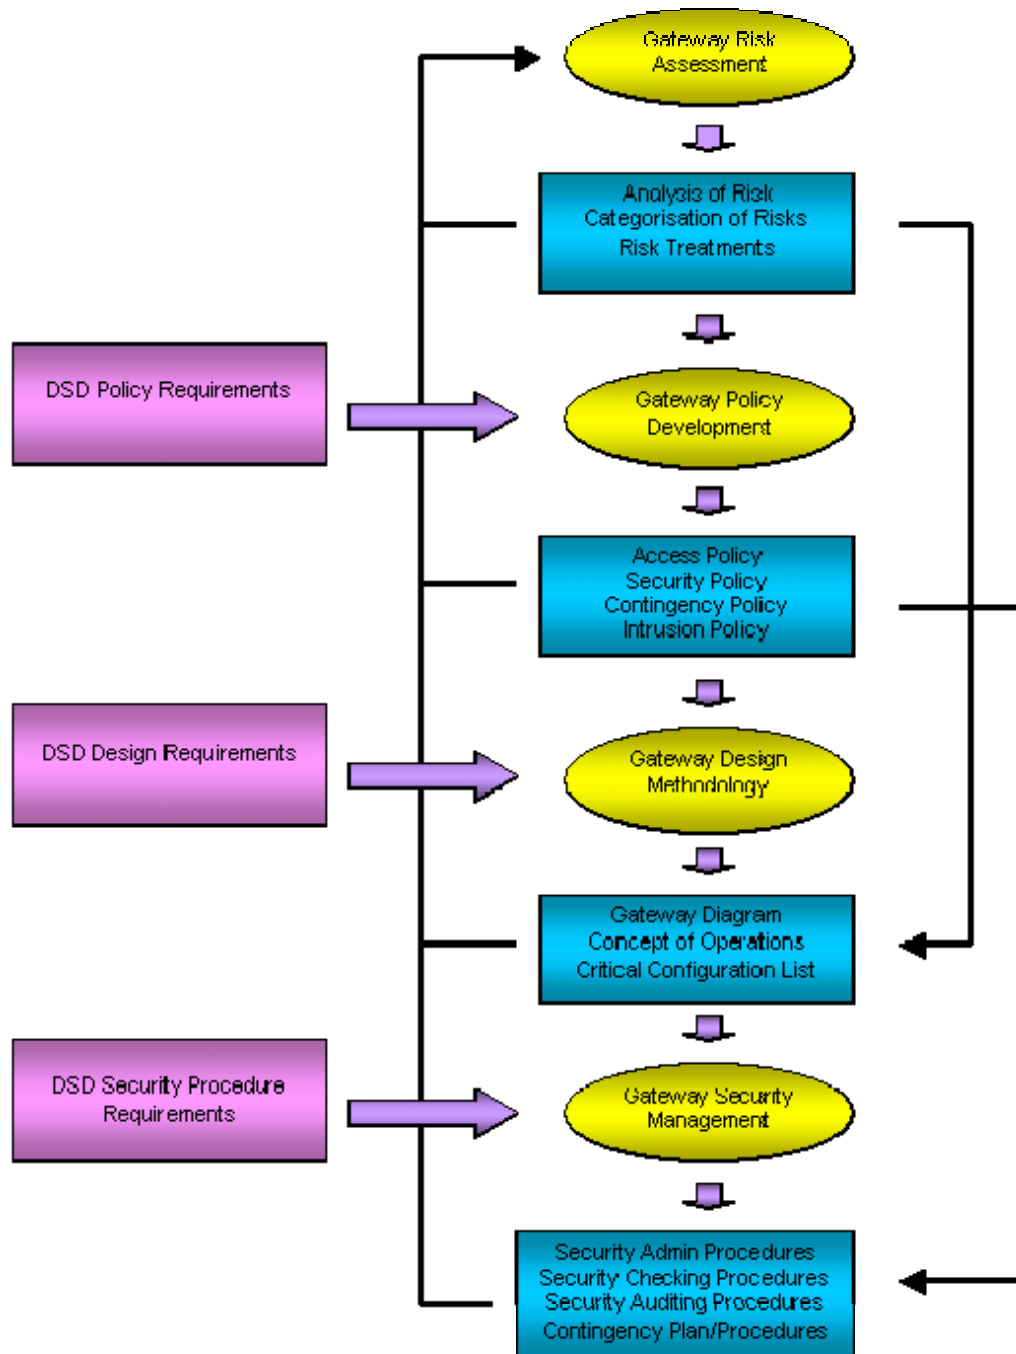 Gateway Risk
Assessment
Analysis of Risk
Categorisation of Risks
Risk Treatments
DSD Policy Requirements
Gateway Policy
Development
Access Policy
Security Policy
Contingency Policy
Intrusion Policy
DSD Design Requirements
Gateway Design
Methodology
Gateway Diagram
Concept of Operations
Critical Configuration List
DSD Security Procedure
Requirements
Gateway Security
Management
Security Admin Procedures
Security Checking Procedures
Security Auditing Procedures
Contingency Plan/Procedures